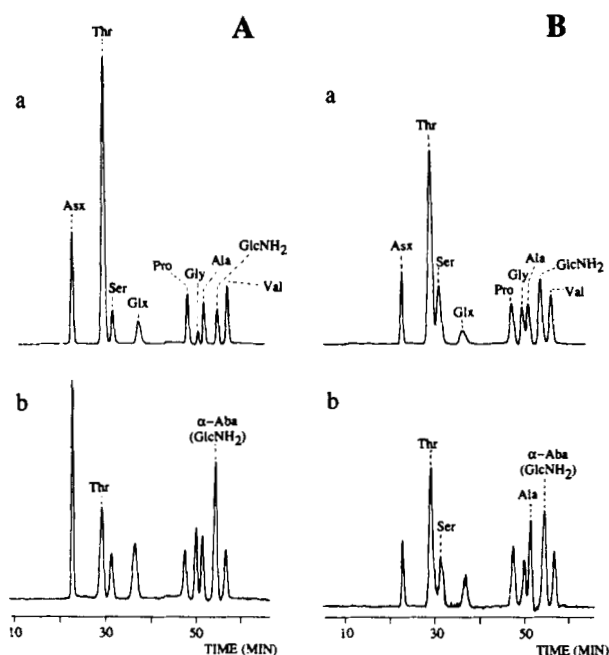 A
a
Thr
Asx
Ser
Glx
Pro
Gly
Ala
GlcNH2
Val
b
Thr
α-Aba
(GlcNH2)
10 30 50
TIME (MIN)
B
a
Thr
Asx
Ser
Glx
Pro
Gly
Ala
GlcNH2
Val
b
Thr
Ser
Ala
α-Aba
(GlcNH2)
10 30 50
TIME (MIN)